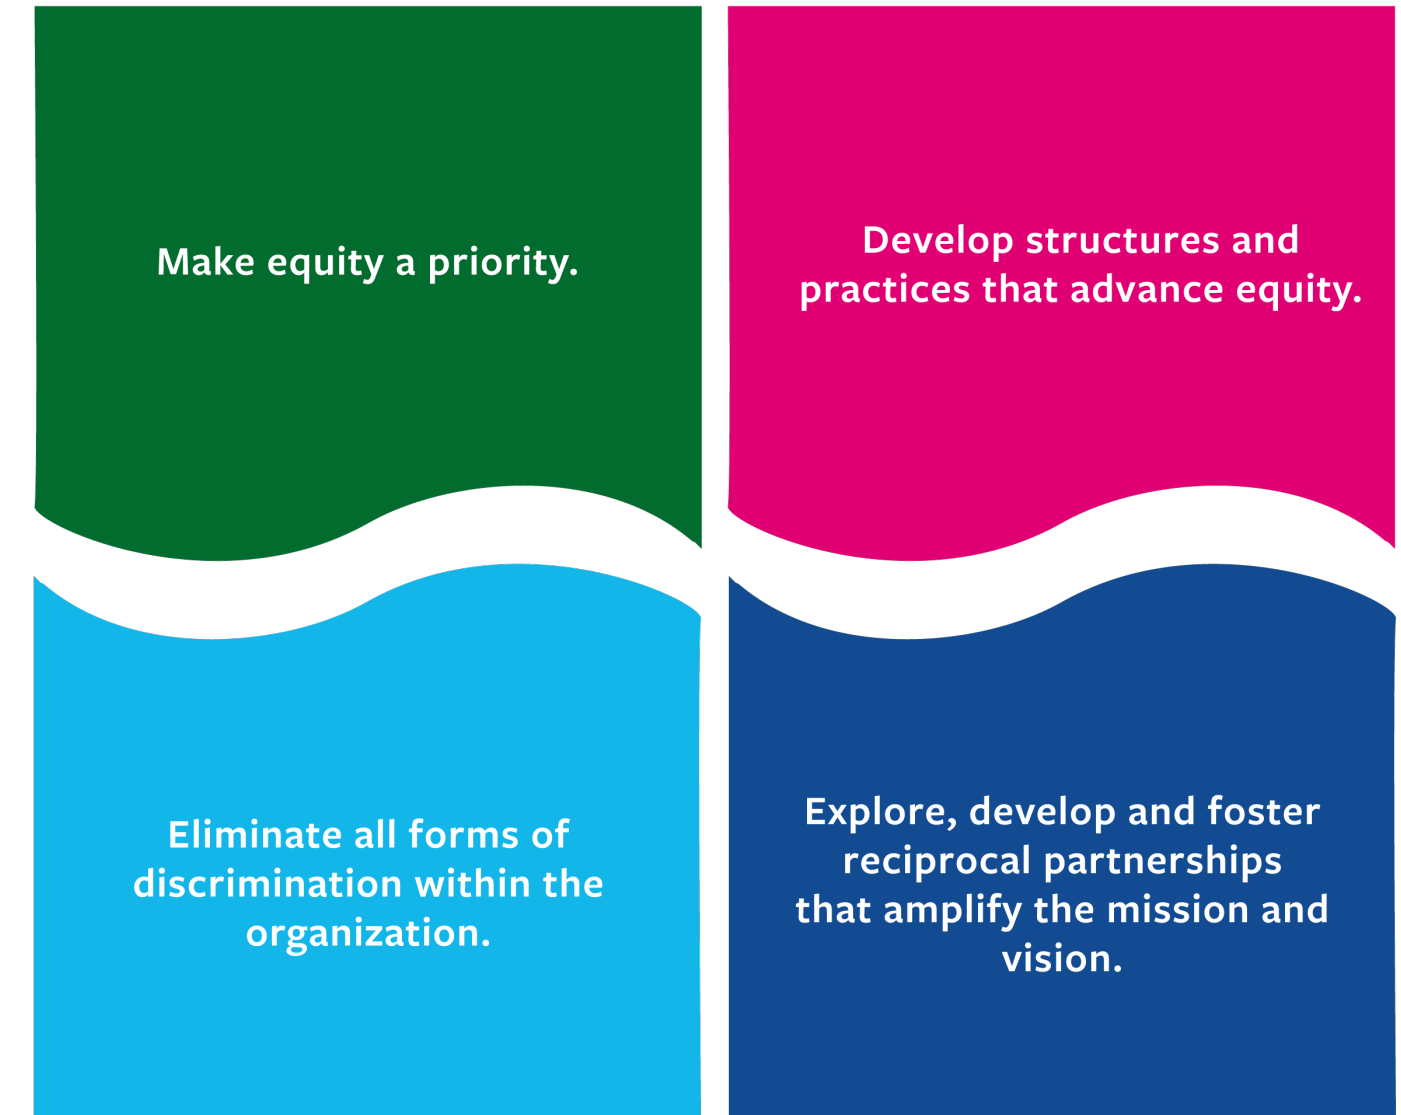 Make equity a priority.
Develop structures and
practices that advance equity.
Eliminate all forms of
discrimination within the
organization.
Explore, develop and foster
reciprocal partnerships
that amplify the mission and
vision.